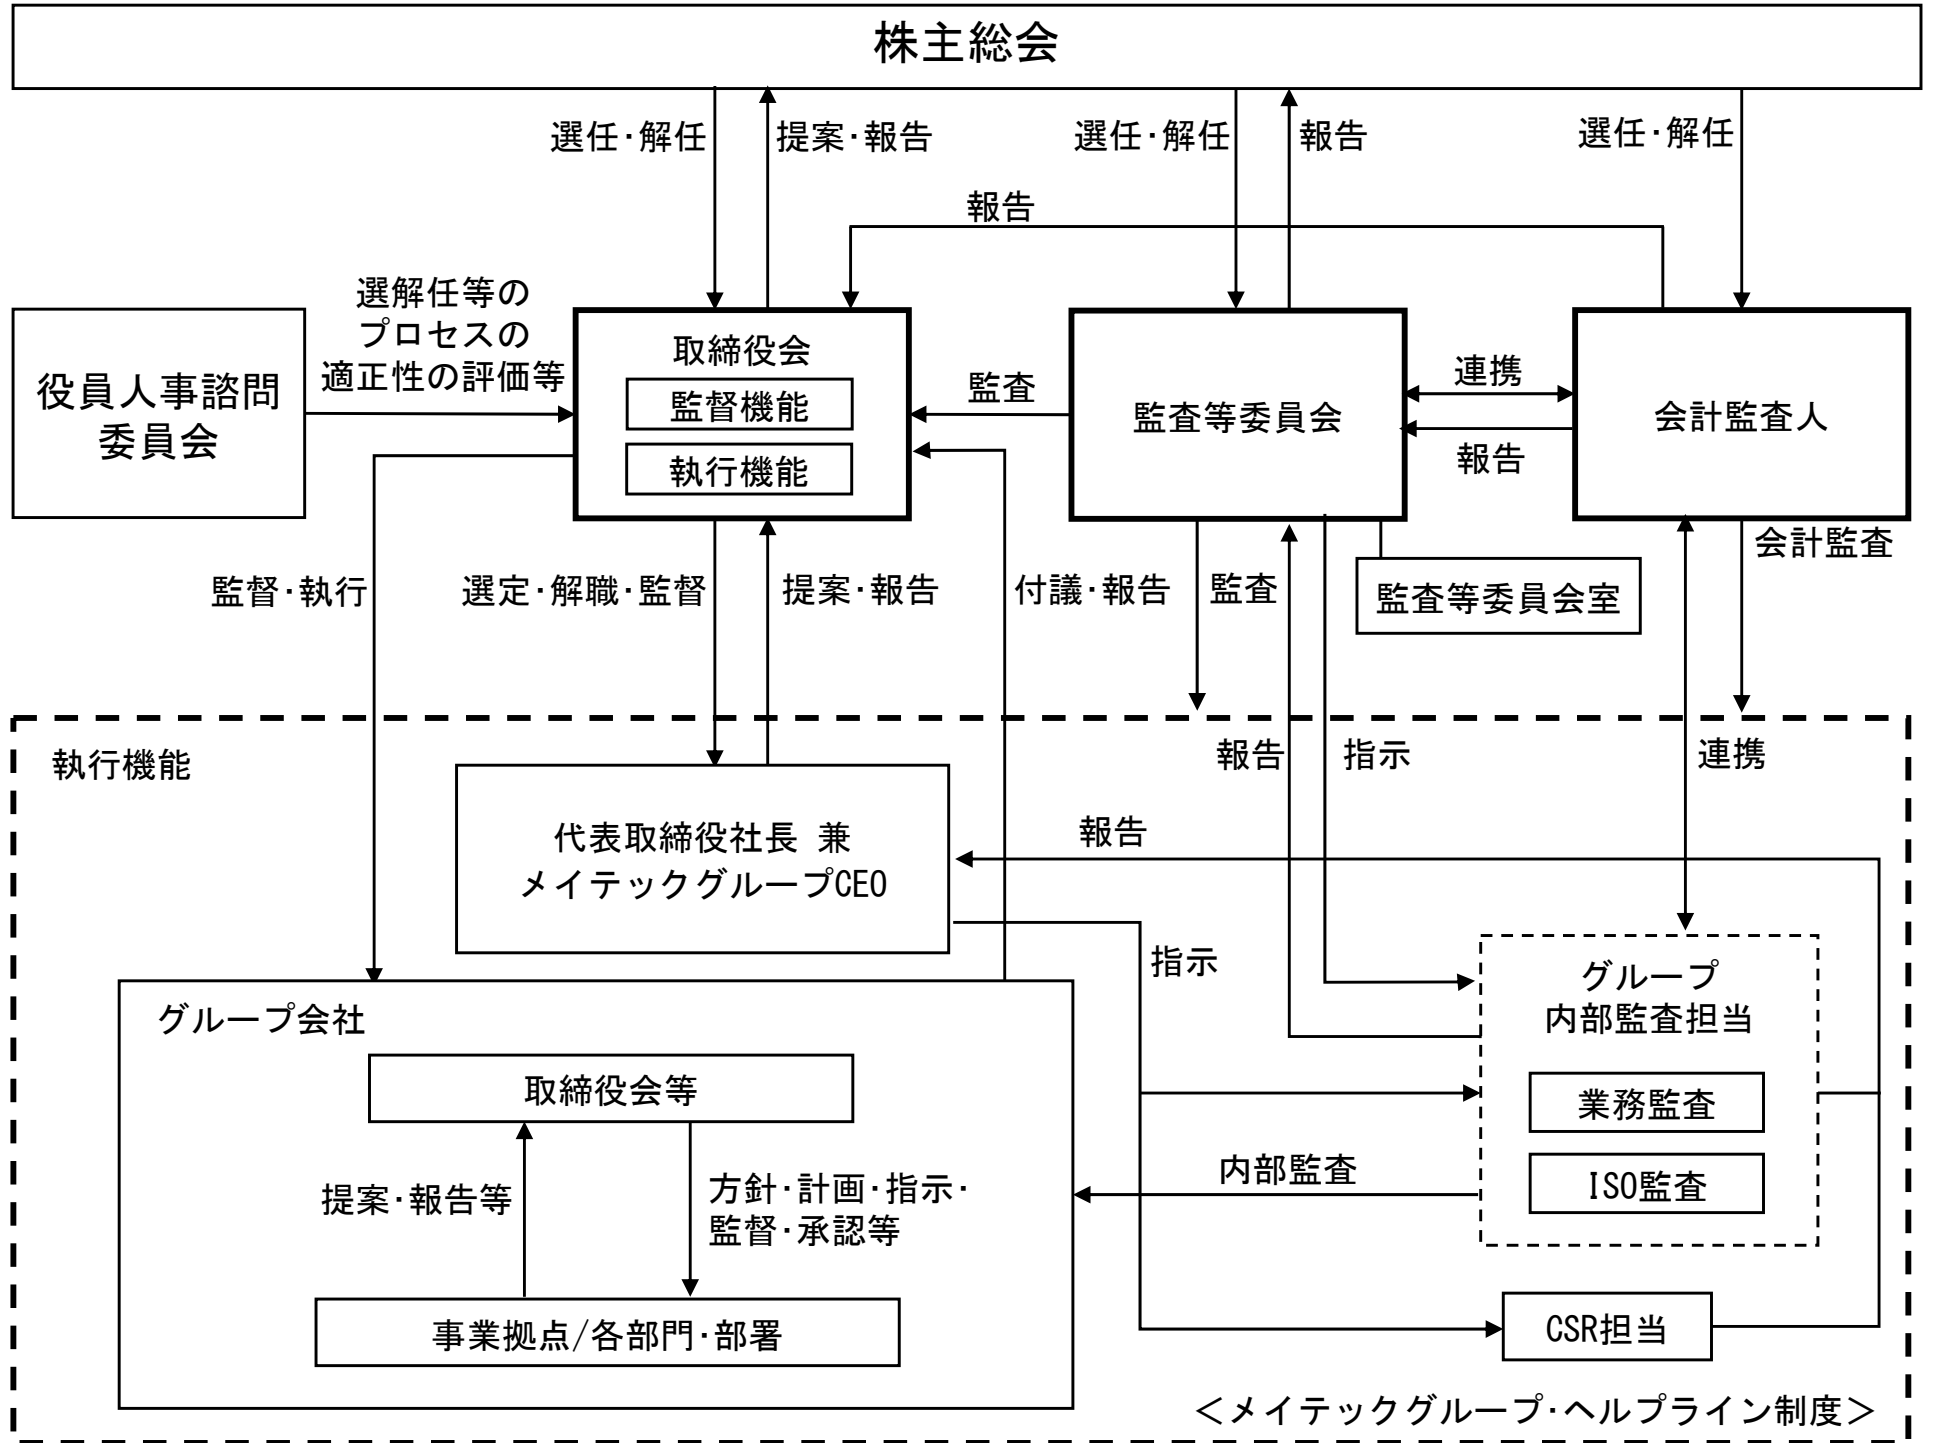 株主総会
選任・解任
提案・報告
選任・解任
報告
選任・解任
報告
役員人事諮問
委員会
選解任等の
プロセスの
適正性の評価等
取締役会
監督機能
執行機能
監査
監査等委員会
連携
報告
会計監査人
監督・執行
選定・解職・監督
提案・報告
付議・報告
監査
監査等委員会室
会計監査
執行機能
報告
指示
連携
代表取締役社長 兼
メイテックグループCEO
報告
指示
グループ
内部監査担当
業務監査
ISO監査
内部監査
グループ会社
取締役会等
提案・報告等
方針・計画・指示・
監督・承認等
事業拠点/各部門・部署
CSR担当
＜メイテックグループ・ヘルプライン制度＞